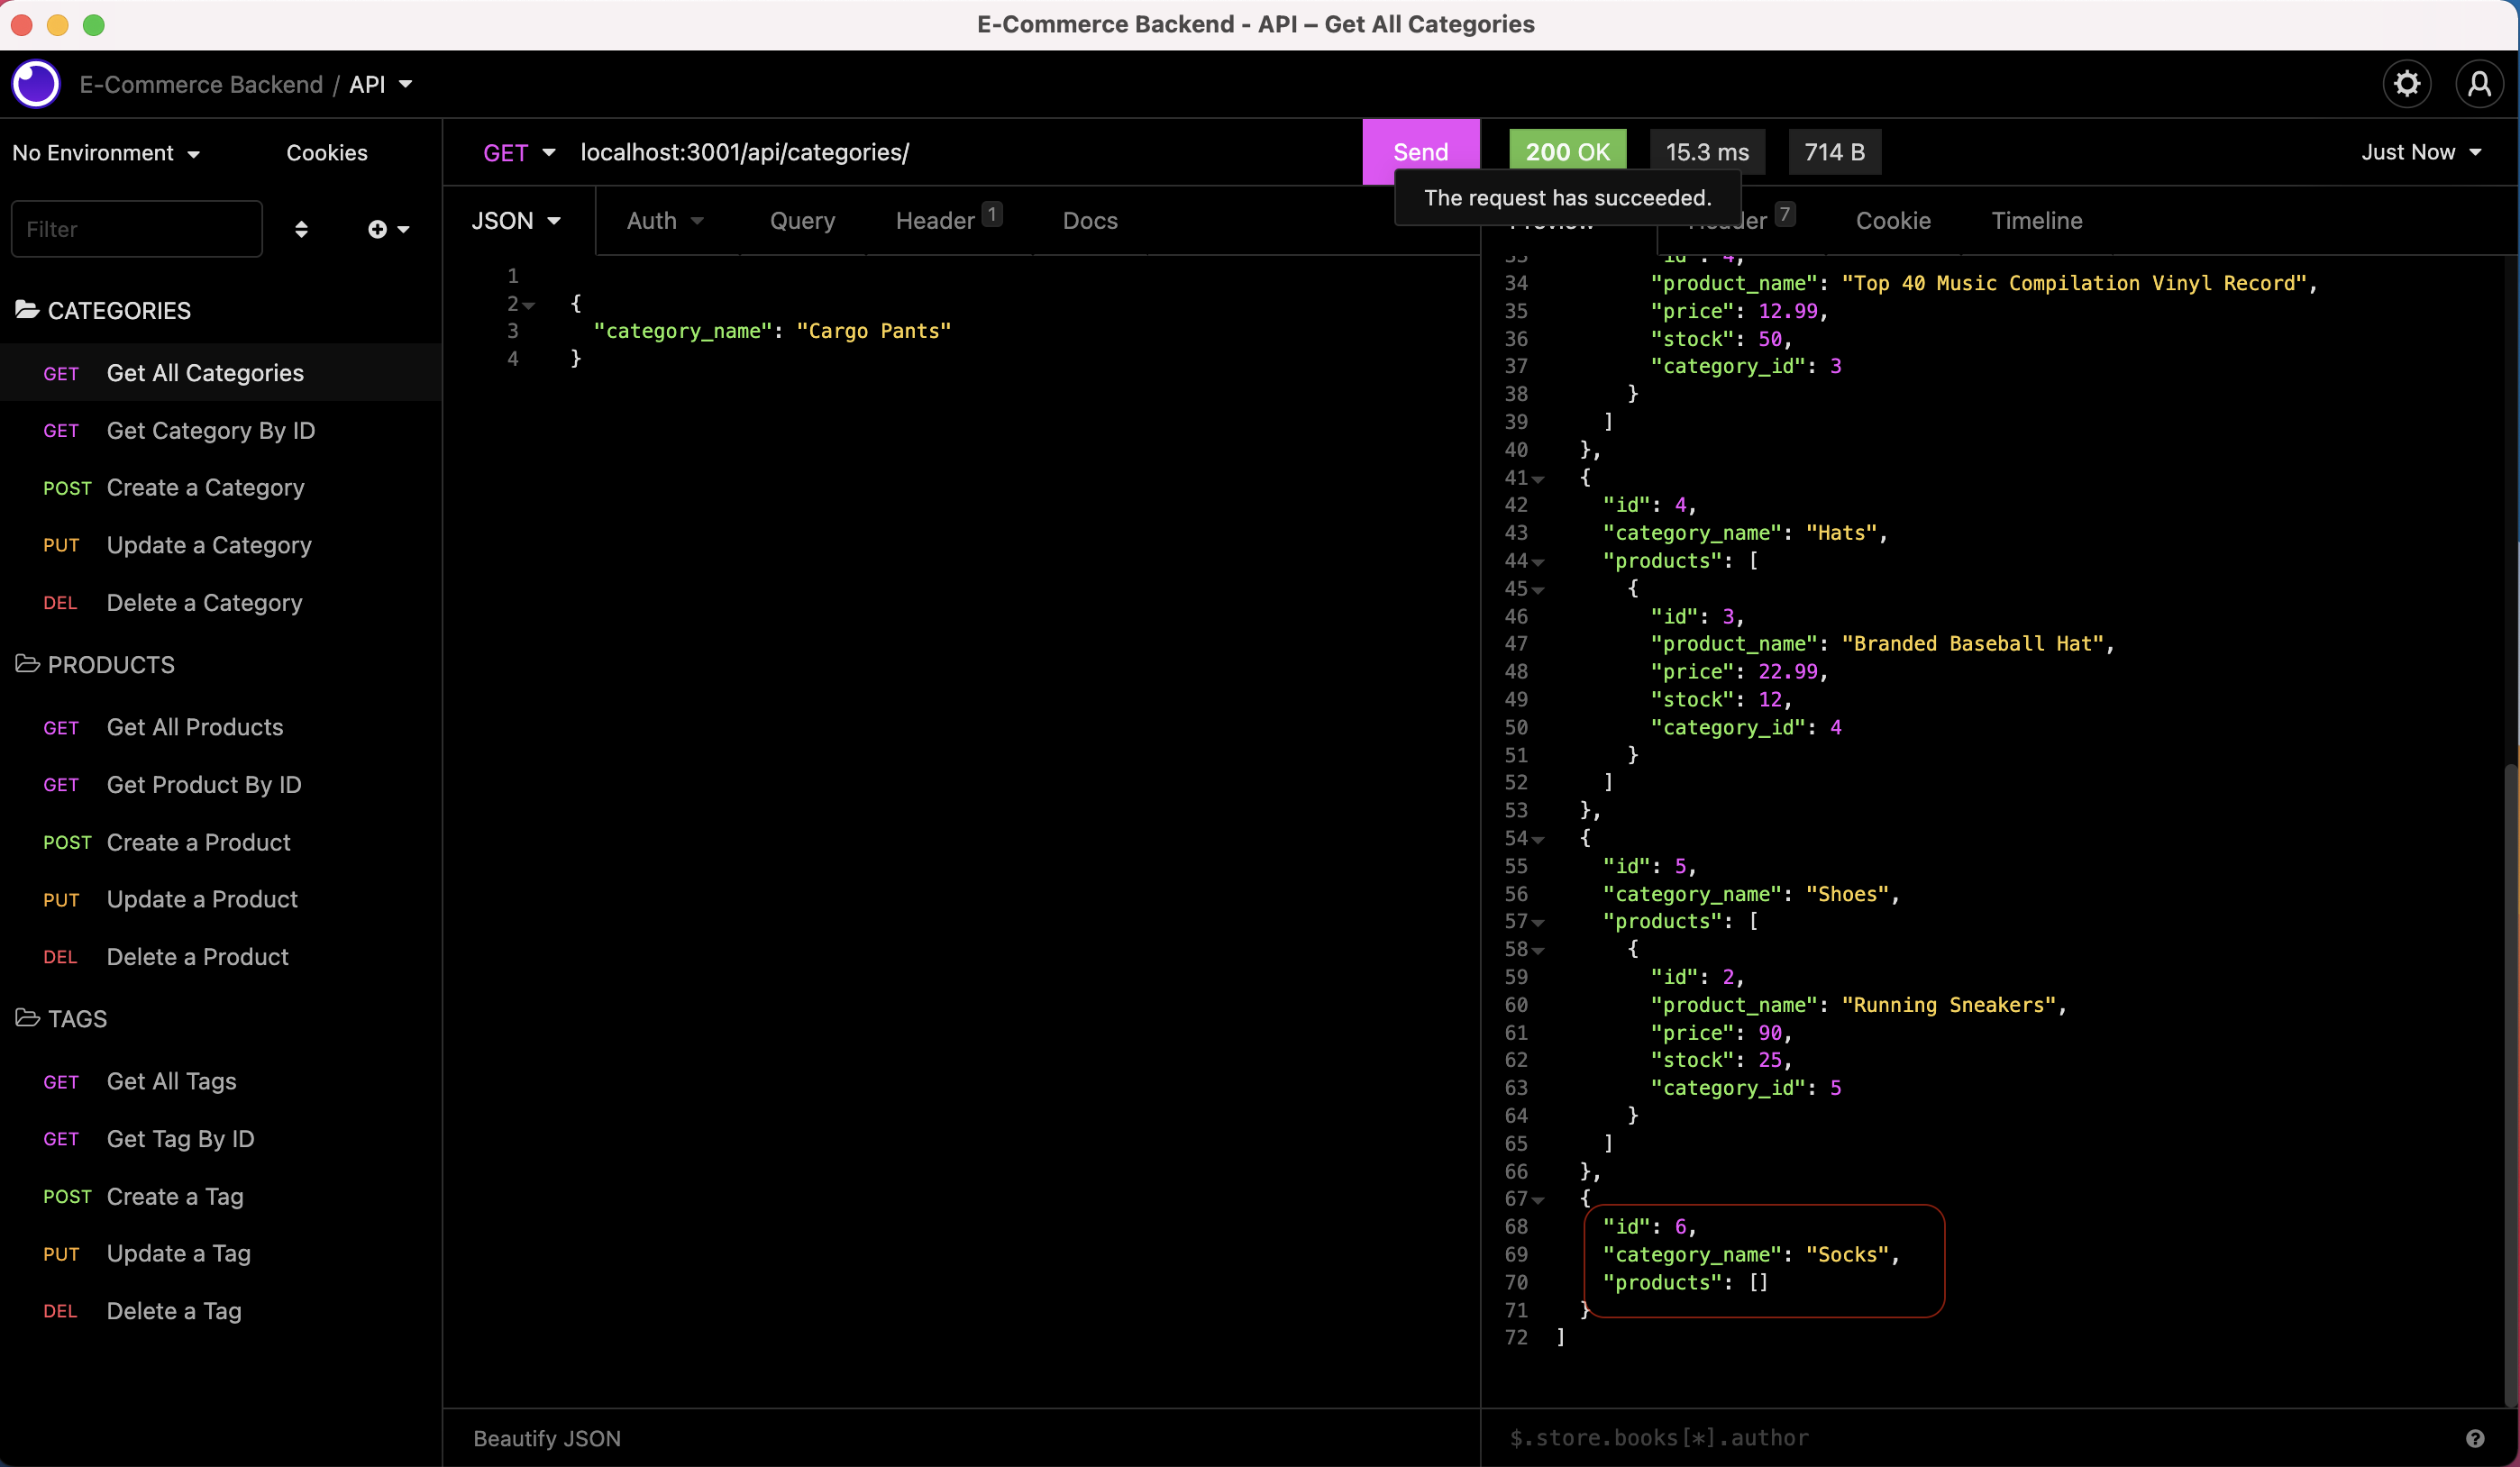 E-Commerce Backend - API – Get All Categories
E-Commerce Backend / API
No Environment
Cookies
GET
localhost:3001/api/categories/
Send
200 OK
15.3 ms
714 B
Just Now
The request has succeeded.
Filter
JSON
Auth
Query
Header 1
Docs
Preview
Header 7
Cookie
Timeline
CATEGORIES
GET Get All Categories
GET Get Category By ID
POST Create a Category
PUT Update a Category
DEL Delete a Category
PRODUCTS
GET Get All Products
GET Get Product By ID
POST Create a Product
PUT Update a Product
DEL Delete a Product
TAGS
GET Get All Tags
GET Get Tag By ID
POST Create a Tag
PUT Update a Tag
DEL Delete a Tag
1
2 {
3 "category_name": "Cargo Pants"
4 }
Beautify JSON
33 "id": 4,
34 "product_name": "Top 40 Music Compilation Vinyl Record",
35 "price": 12.99,
36 "stock": 50,
37 "category_id": 3
38 }
39 ]
40 },
41 {
42 "id": 4,
43 "category_name": "Hats",
44 "products": [
45 {
46 "id": 3,
47 "product_name": "Branded Baseball Hat",
48 "price": 22.99,
49 "stock": 12,
50 "category_id": 4
51 }
52 ]
53 },
54 {
55 "id": 5,
56 "category_name": "Shoes",
57 "products": [
58 {
59 "id": 2,
60 "product_name": "Running Sneakers",
61 "price": 90,
62 "stock": 25,
63 "category_id": 5
64 }
65 ]
66 },
67 {
68 "id": 6,
69 "category_name": "Socks",
70 "products": []
71 }
72 ]
$.store.books[*].author